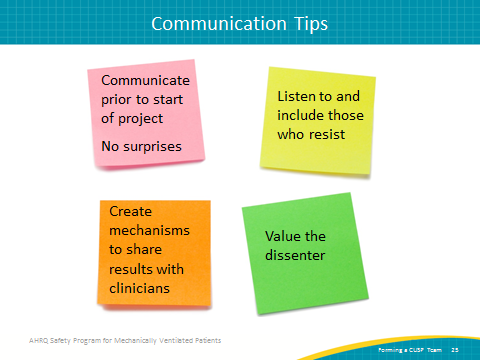 Communication Tips
Communicate
prior to start
of project
No surprises
Listen to and
include those
who resist
Create
mechanisms
to share
results with
clinicians
Value the
dissenter
AHRQ Safety Program for Mechanically Ventilated Patients
Forming a CUSP Team 25